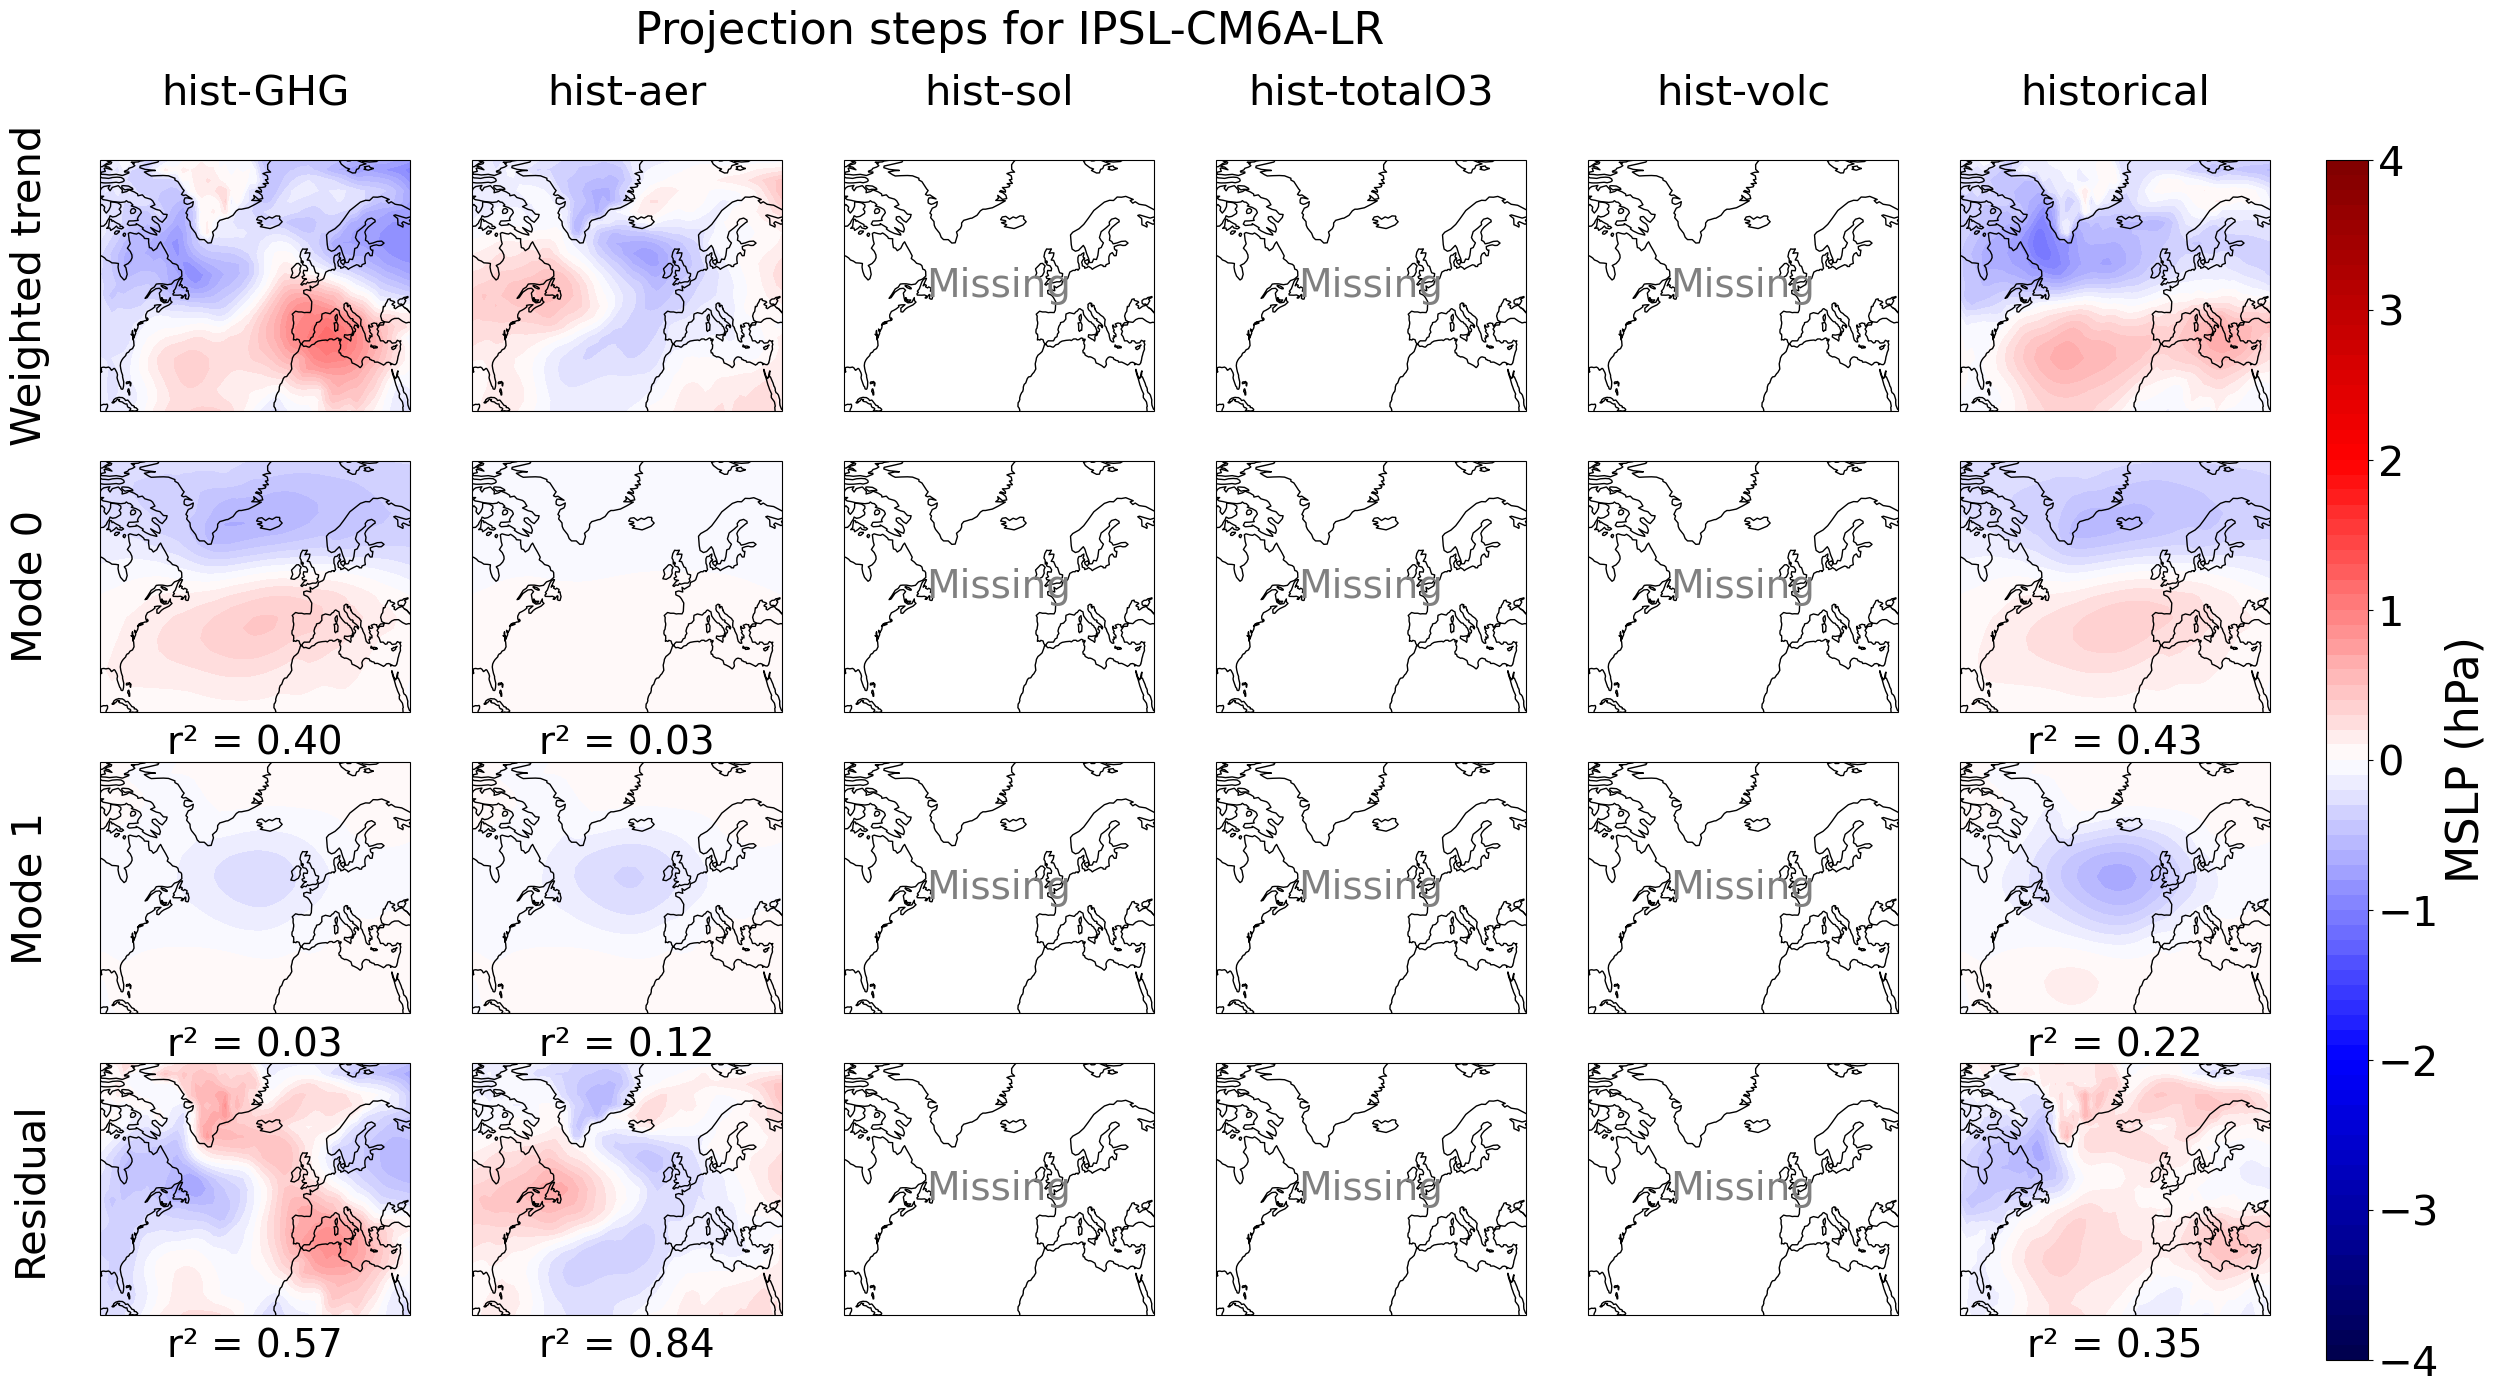 Projection steps for IPSL-CM6A-LR
hist-GHG
hist-aer
hist-sol
hist-totalO3
hist-volc
historical
Weighted trend
Missing
Missing
Missing
Mode 0
Missing
Missing
Missing
r² = 0.40
r² = 0.03
r² = 0.43
Mode 1
Missing
Missing
Missing
r² = 0.03
r² = 0.12
r² = 0.22
Residual
Missing
Missing
Missing
r² = 0.57
r² = 0.84
r² = 0.35
4
3
2
1
0
−1
−2
−3
−4
MSLP (hPa)